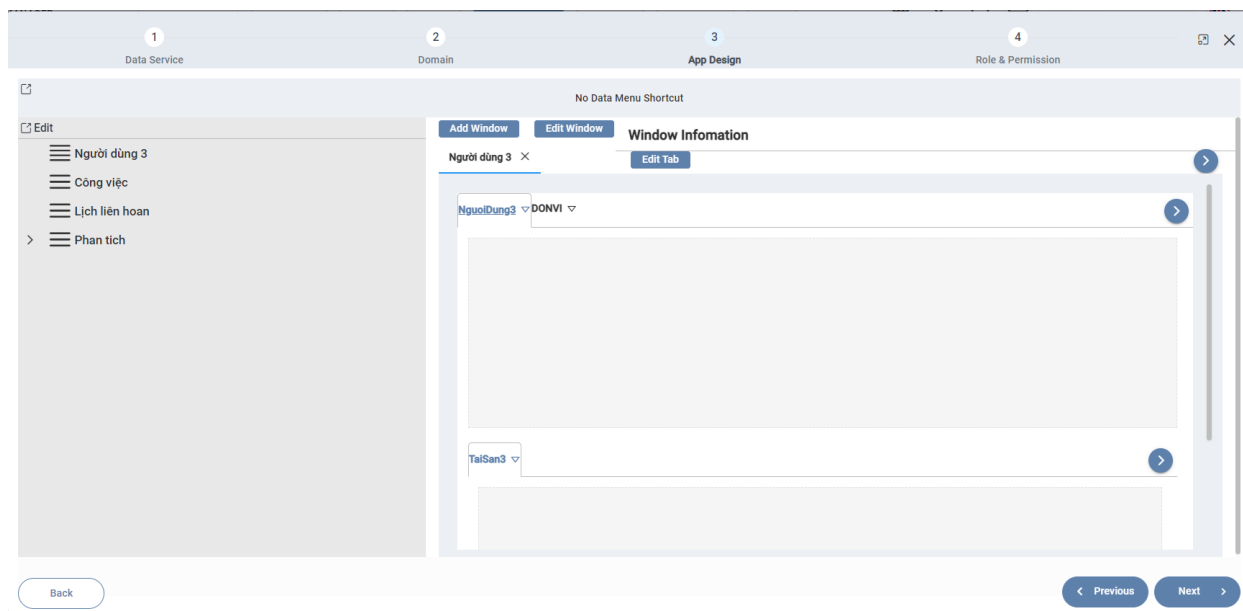 1
Data Service
2
Domain
3
App Design
4
Role & Permission
No Data Menu Shortcut
Edit
Người dùng 3
Công việc
Lịch liên hoan
Phan tich
Add Window
Edit Window
Window Infomation
Người dùng 3
Edit Tab
NguoiDung3 DONVI
TaiSan3
Back
Previous
Next